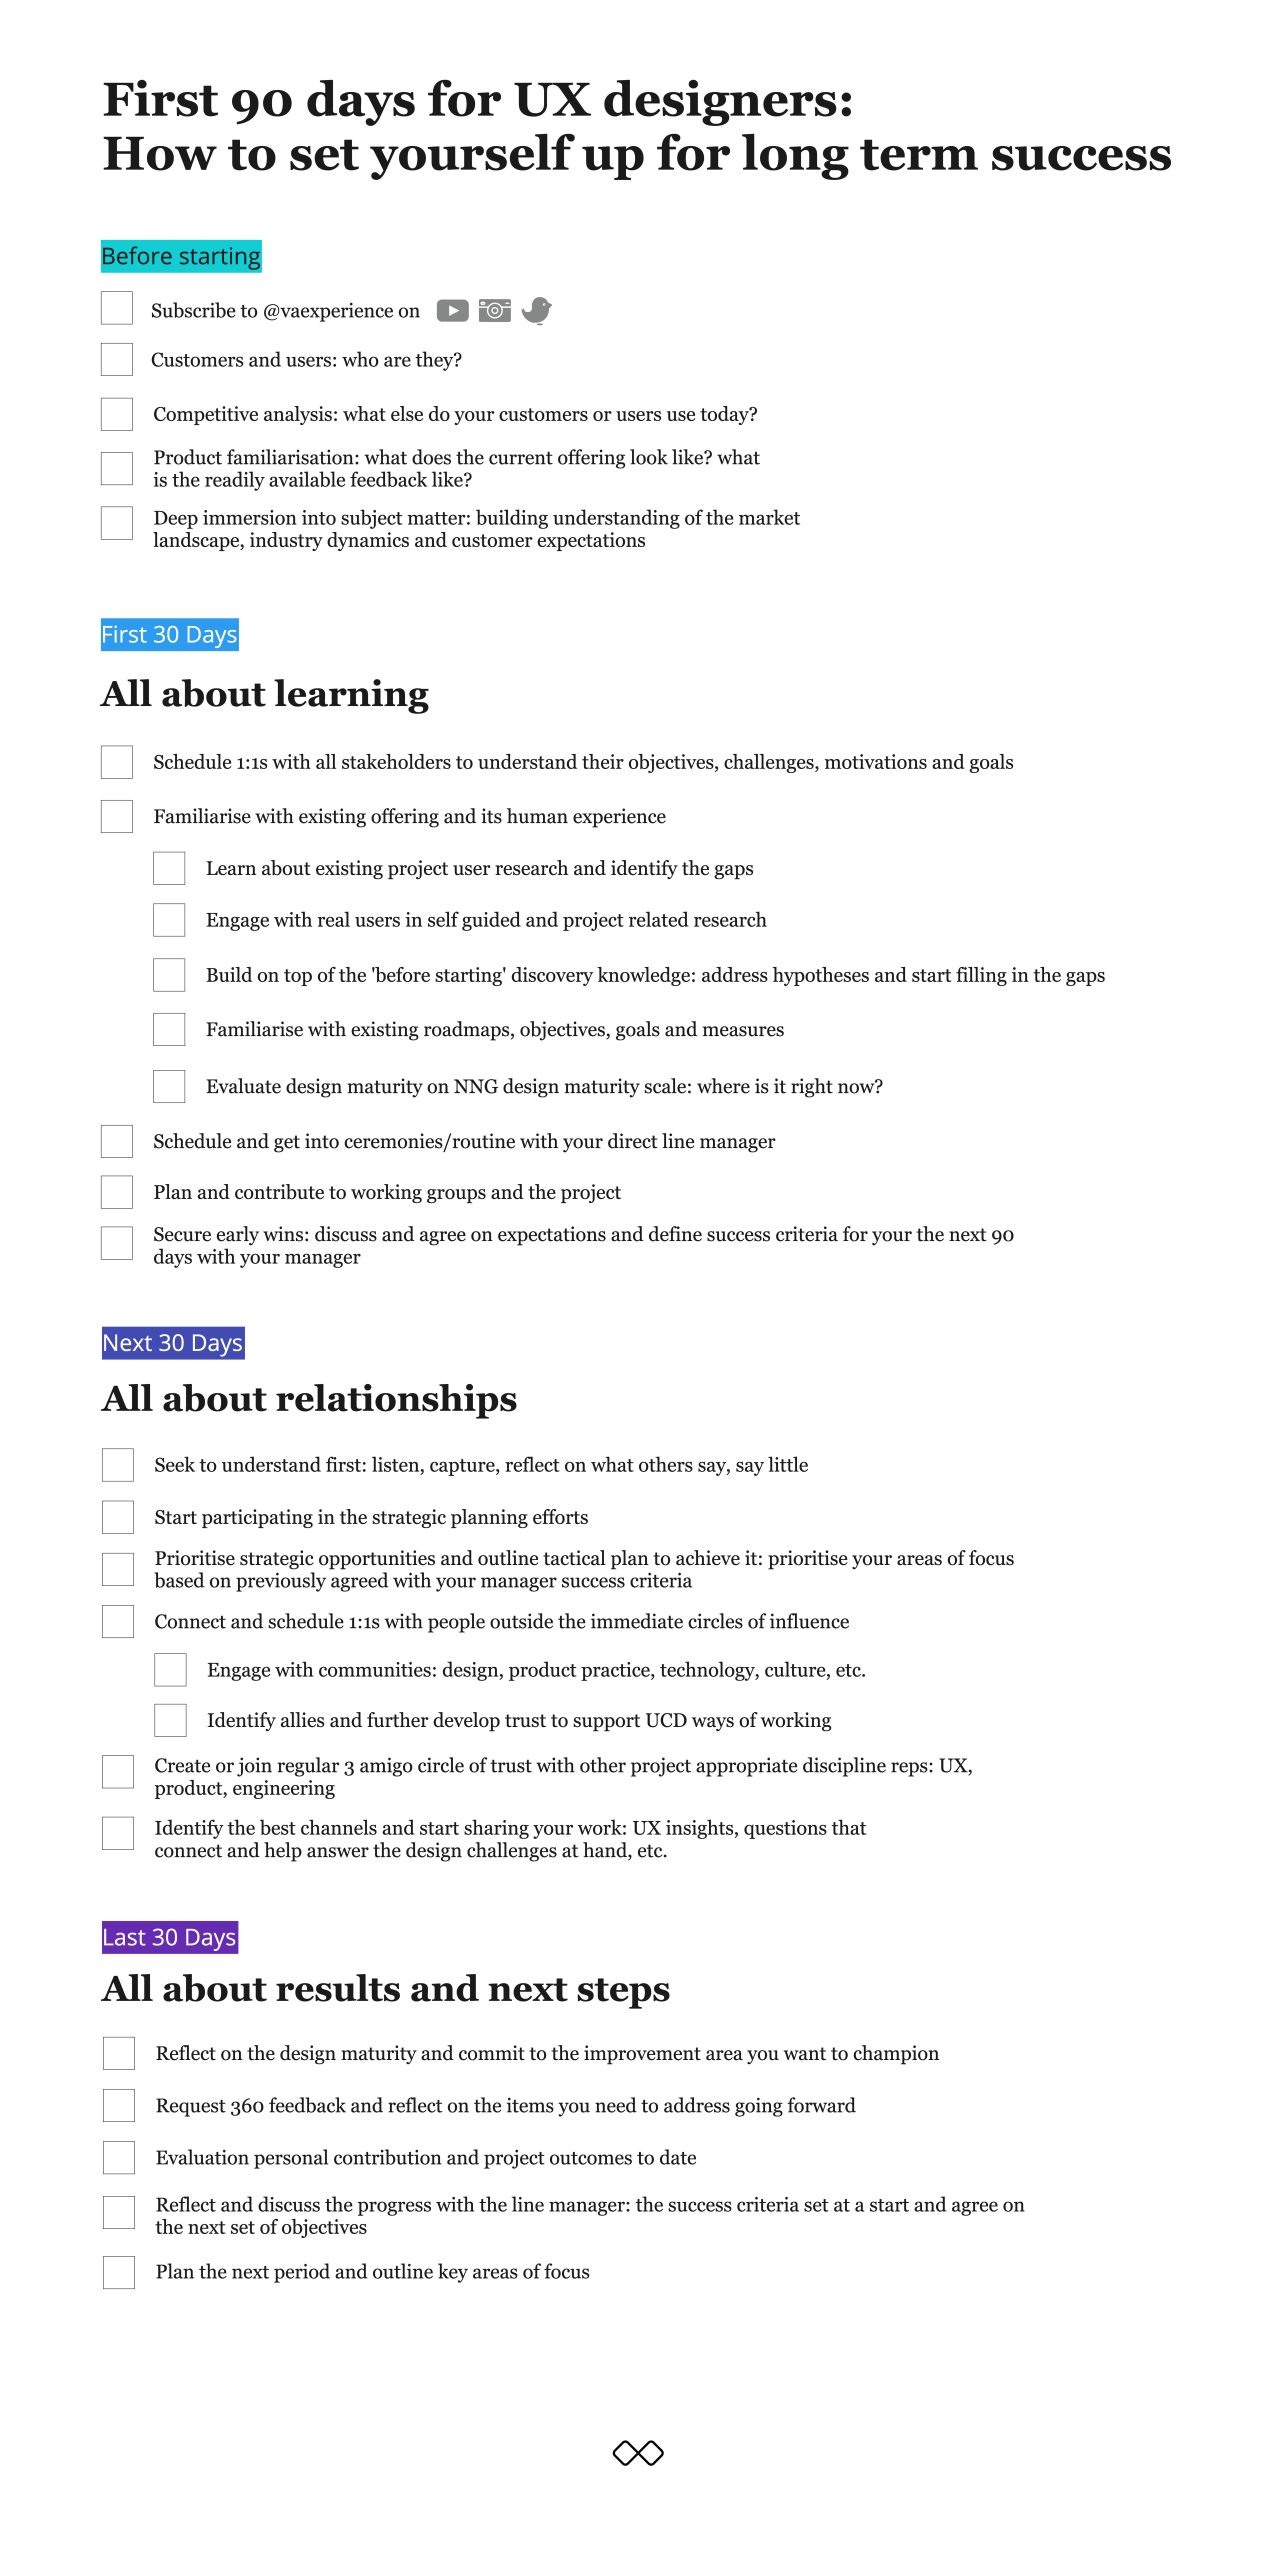 First 90 days for UX designers:
How to set yourself up for long term success
Before starting
Subscribe to @vaexperience on
Customers and users: who are they?
Competitive analysis: what else do your customers or users use today?
Product familiarisation: what does the current offering look like? what
is the readily available feedback like?
Deep immersion into subject matter: building understanding of the market
landscape, industry dynamics and customer expectations
First 30 Days
All about learning
Schedule 1:1s with all stakeholders to understand their objectives, challenges, motivations and goals
Familiarise with existing offering and its human experience
Learn about existing project user research and identify the gaps
Engage with real users in self guided and project related research
Build on top of the 'before starting' discovery knowledge: address hypotheses and start filling in the gaps
Familiarise with existing roadmaps, objectives, goals and measures
Evaluate design maturity on NNG design maturity scale: where is it right now?
Schedule and get into ceremonies/routine with your direct line manager
Plan and contribute to working groups and the project
Secure early wins: discuss and agree on expectations and define success criteria for your the next 90
days with your manager
Next 30 Days
All about relationships
Seek to understand first: listen, capture, reflect on what others say, say little
Start participating in the strategic planning efforts
Prioritise strategic opportunities and outline tactical plan to achieve it: prioritise your areas of focus
based on previously agreed with your manager success criteria
Connect and schedule 1:1s with people outside the immediate circles of influence
Engage with communities: design, product practice, technology, culture, etc.
Identify allies and further develop trust to support UCD ways of working
Create or join regular 3 amigo circle of trust with other project appropriate discipline reps: UX,
product, engineering
Identify the best channels and start sharing your work: UX insights, questions that
connect and help answer the design challenges at hand, etc.
Last 30 Days
All about results and next steps
Reflect on the design maturity and commit to the improvement area you want to champion
Request 360 feedback and reflect on the items you need to address going forward
Evaluation personal contribution and project outcomes to date
Reflect and discuss the progress with the line manager: the success criteria set at a start and agree on
the next set of objectives
Plan the next period and outline key areas of focus